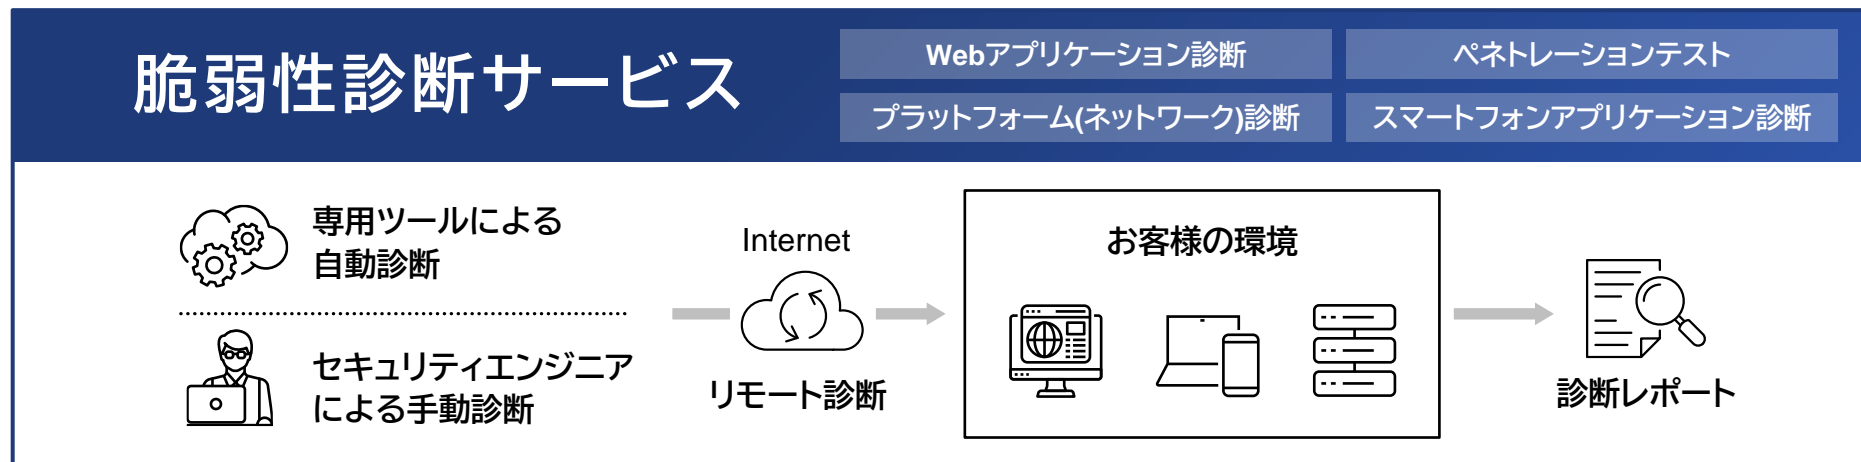 脆弱性診断サービス
Webアプリケーション診断
ペネトレーションテスト
プラットフォーム(ネットワーク)診断
スマートフォンアプリケーション診断
専用ツールによる
自動診断
セキュリティエンジニア
による手動診断
Internet
リモート診断
お客様の環境
診断レポート